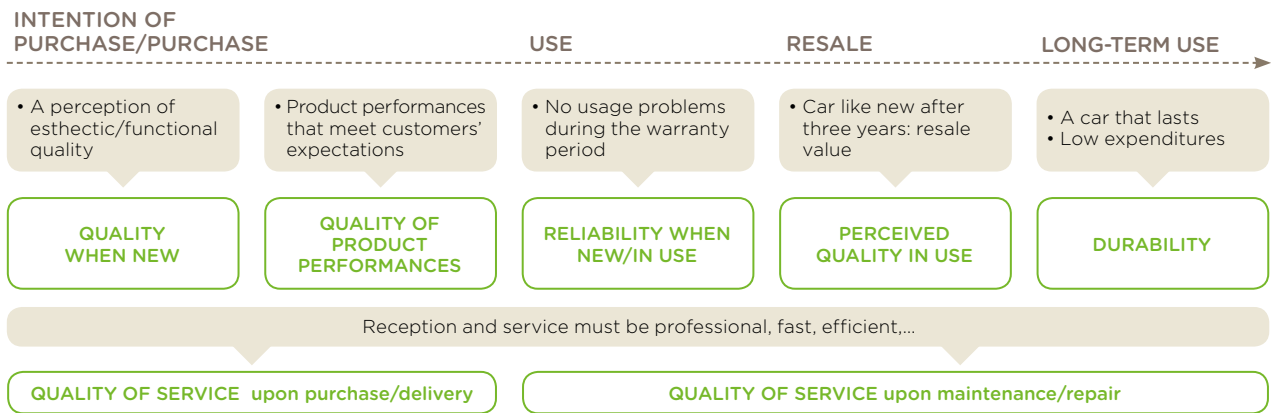 INTENTION OF
PURCHASE/PURCHASE
USE
RESALE
LONG-TERM USE
• A perception of
esthectic/functional
quality
• Product performances
that meet customers’
expectations
• No usage problems
during the warranty
period
• Car like new after
three years: resale
value
• A car that lasts
• Low expenditures
QUALITY
WHEN NEW
QUALITY OF
PRODUCT
PERFORMANCES
RELIABILITY WHEN
NEW/IN USE
PERCEIVED
QUALITY IN USE
DURABILITY
Reception and service must be professional, fast, efficient,...
QUALITY OF SERVICE upon purchase/delivery
QUALITY OF SERVICE upon maintenance/repair